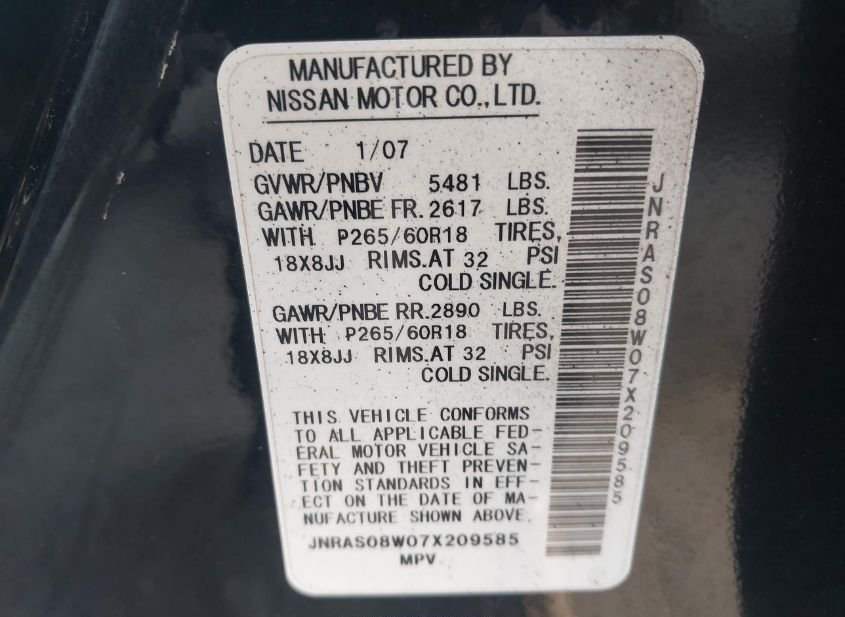 MANUFACTURED BY
NISSAN MOTOR CO.,LTD.
DATE 1/07
GVWR/PNBV 5481 LBS.
GAWR/PNBE FR. 2617 LBS.
WITH P265/60R18 TIRES,
18X8JJ RIMS.AT 32 PSI
COLD SINGLE.
GAWR/PNBE RR. 2890 LBS.
WITH P265/60R18 TIRES,
18X8JJ RIMS.AT 32 PSI
COLD SINGLE.
THIS VEHICLE CONFORMS
TO ALL APPLICABLE FED-
ERAL MOTOR VEHICLE SA-
FETY AND THEFT PREVEN-
TION STANDARDS IN EFF-
ECT ON THE DATE OF MA-
NUFACTURE SHOWN ABOVE.
JNRAS08W07X209585
MPV
JNRAS08W07X209585